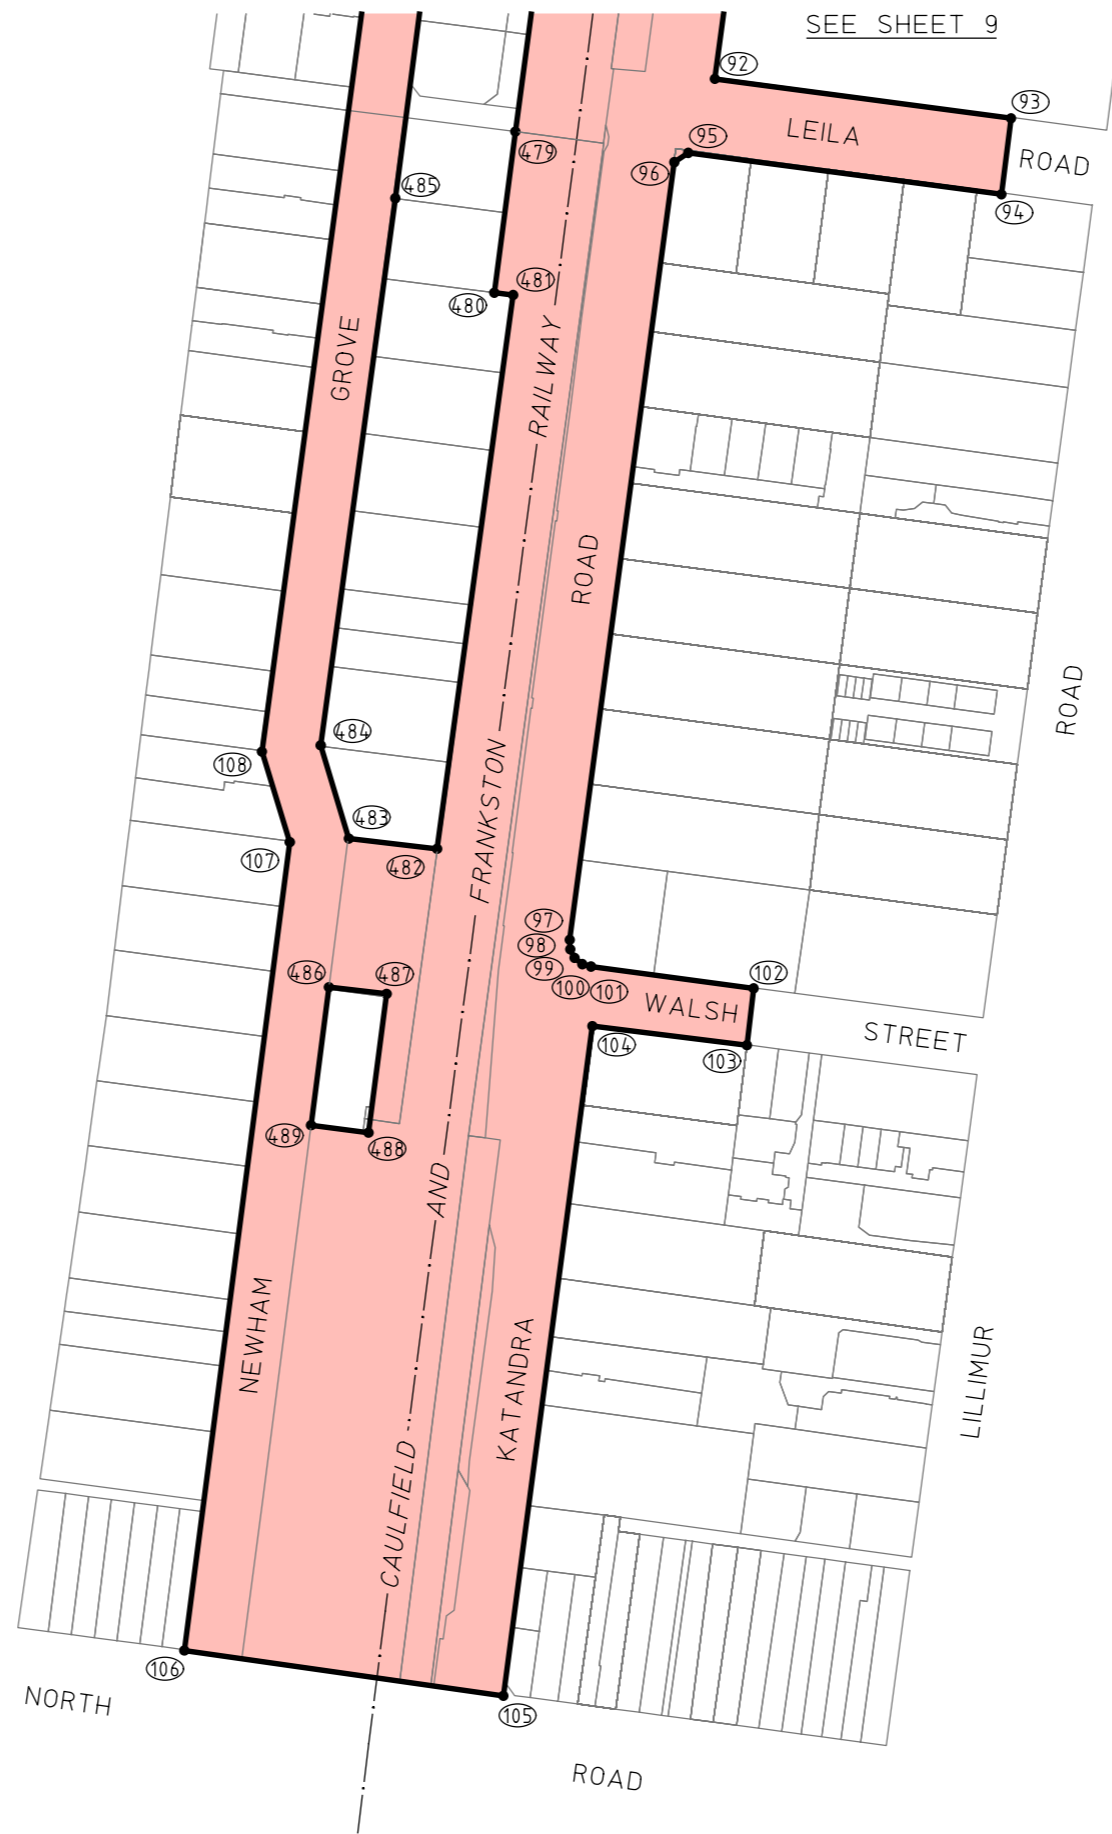 SEE SHEET 9
92
93
LEILA
ROAD
95
479
96
485
94
481
480
GROVE
RAILWAY
ROAD
ROAD
484
108
483
107
482
FRANKSTON
97
98
99
100
101
102
486
487
WALSH
STREET
104
103
489
488
AND
NEWHAM
KATANDRA
LILLIMUR
CAULFIELD
106
NORTH
105
ROAD